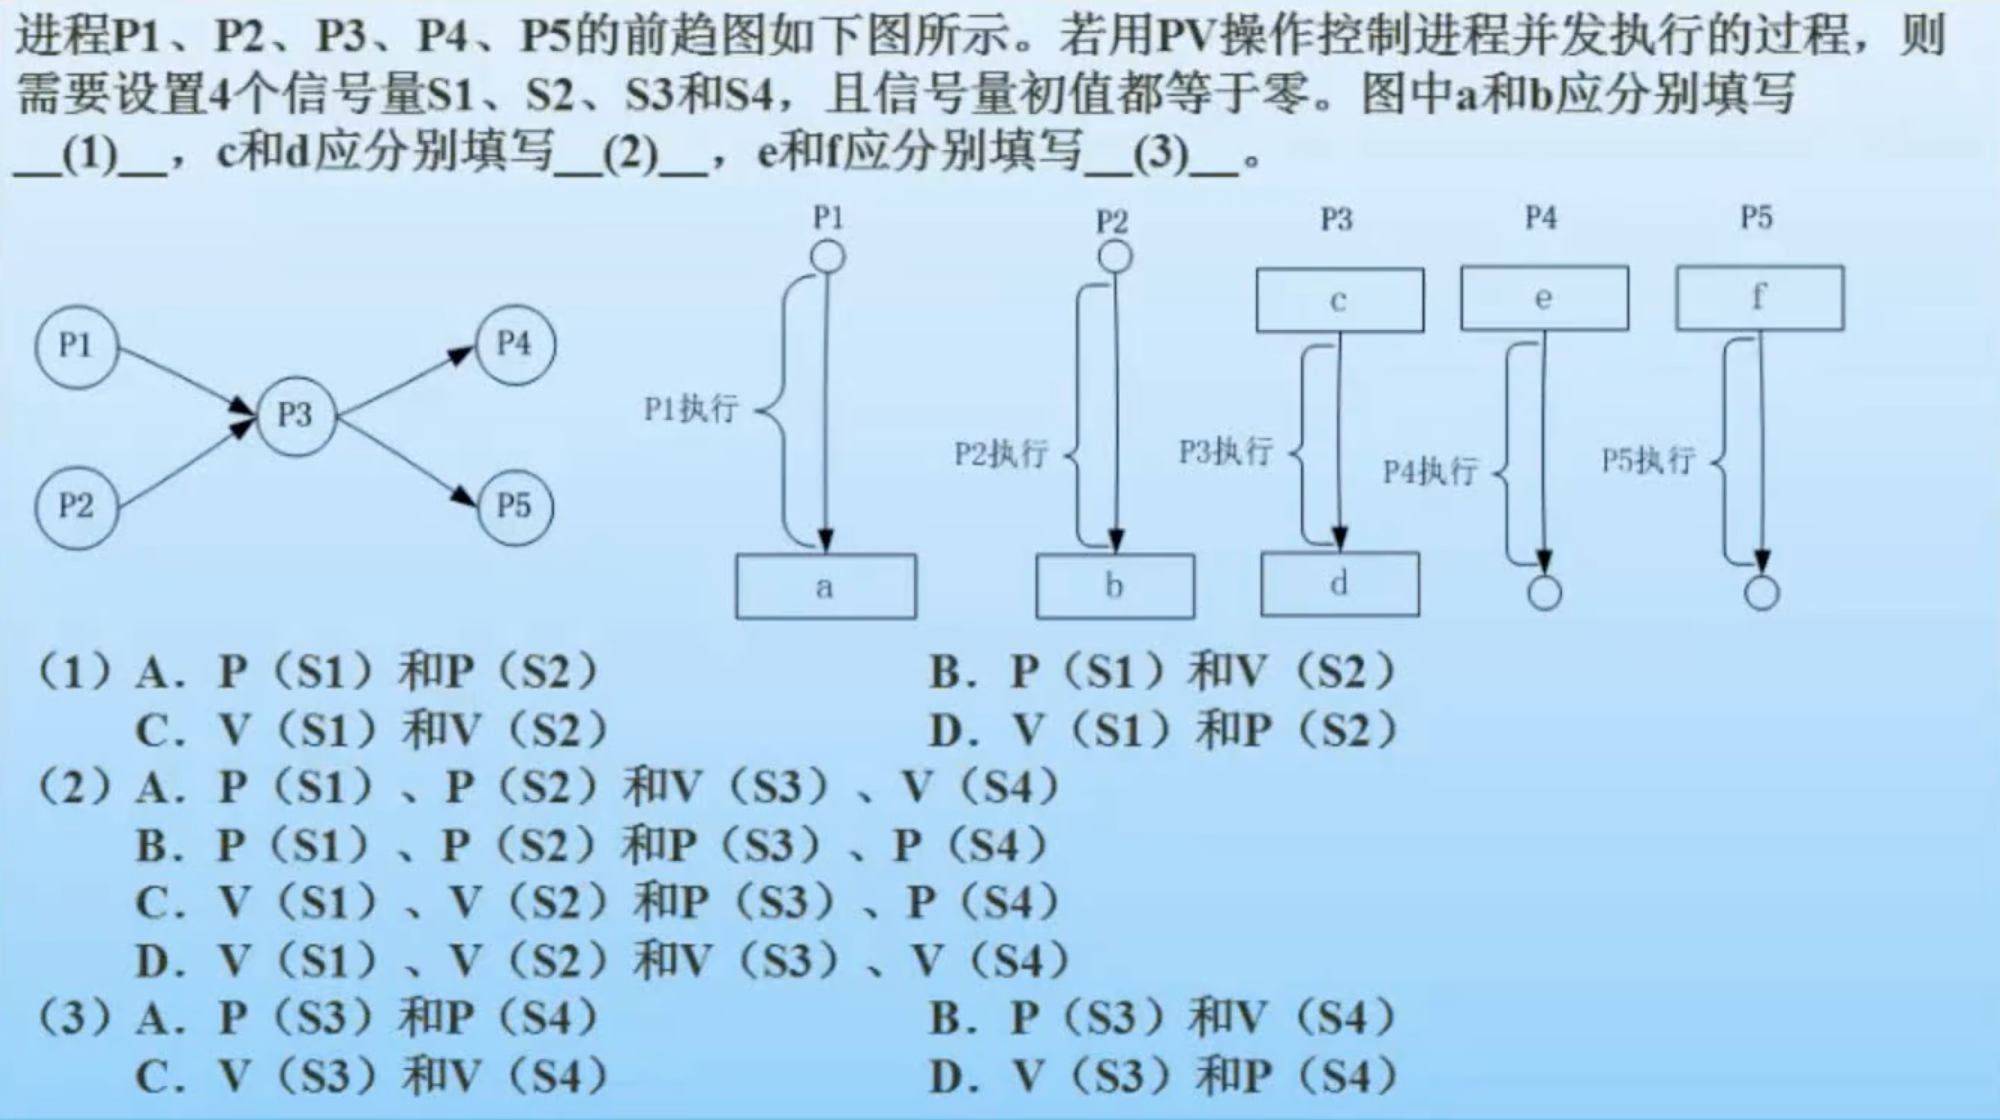 进程P1、P2、P3、P4、P5的前趋图如下图所示。若用PV操作控制进程并发执行的过程，则
需要设置4个信号量S1、S2、S3和S4，且信号量初值都等于零。图中a和b应分别填写
__(1)__，c和d应分别填写__(2)__，e和f应分别填写__(3)__。
P1 P2 P3 P4 P5
c e f
P1 P4
P3
P2 P5
P1执行 P2执行 P3执行 P4执行 P5执行
a b d
（1）A．P（S1）和P（S2） B．P（S1）和V（S2）
C．V（S1）和V（S2） D．V（S1）和P（S2）
（2）A．P（S1）、P（S2）和V（S3）、V（S4）
B．P（S1）、P（S2）和P（S3）、P（S4）
C．V（S1）、V（S2）和P（S3）、P（S4）
D．V（S1）、V（S2）和V（S3）、V（S4）
（3）A．P（S3）和P（S4） B．P（S3）和V（S4）
C．V（S3）和V（S4） D．V（S3）和P（S4）